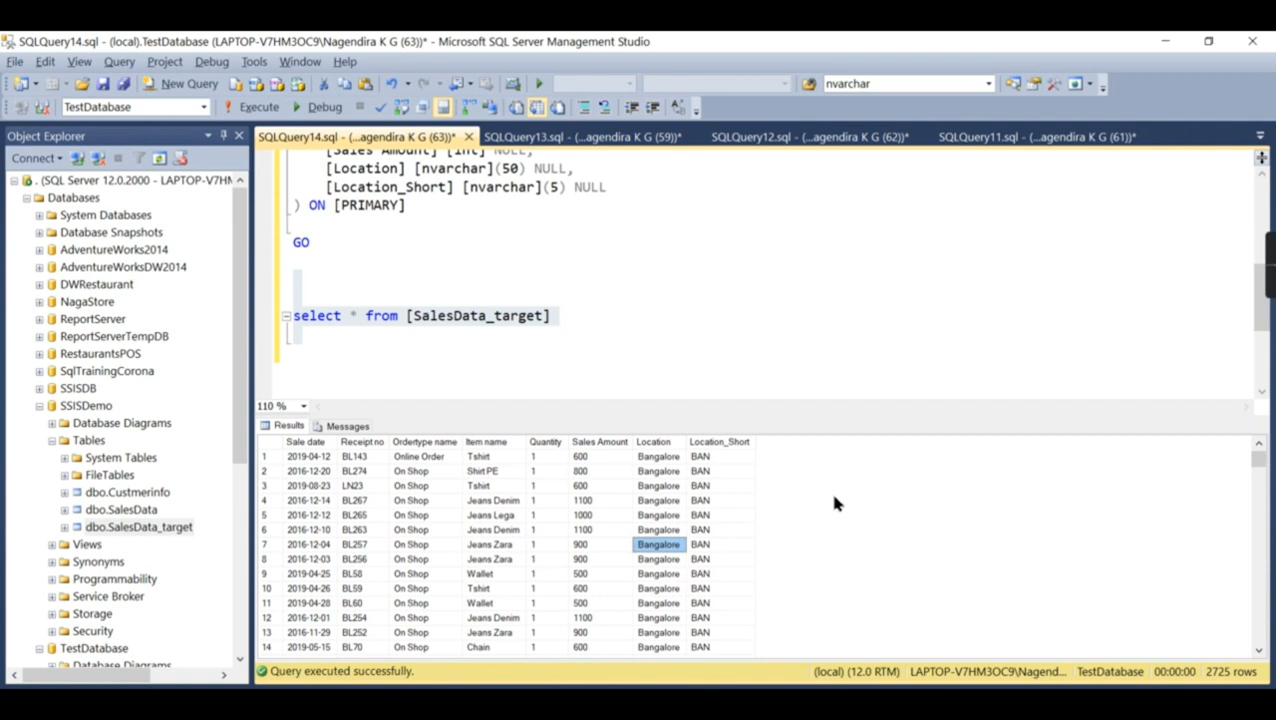 SQLQuery14.sql - (local).TestDatabase (LAPTOP-V7HM3OC9\Nagendira K G (63))* - Microsoft SQL Server Management Studio
File Edit View Query Project Debug Tools Window Help
New Query nvarchar
TestDatabase Execute Debug
Object Explorer
SQLQuery14.sql - (...agendira K G (63))* SQLQuery13.sql - (...agendira K G (59))* SQLQuery12.sql - (...agendira K G (62))* SQLQuery11.sql - (...agendira K G (61))*
Connect
. (SQL Server 12.0.2000 - LAPTOP-V7HM
Databases
System Databases
Database Snapshots
AdventureWorks2014
AdventureWorksDW2014
DWRestaurant
NagaStore
ReportServer
ReportServerTempDB
RestaurantsPOS
SqlTrainingCorona
SSISDB
SSISDemo
Database Diagrams
Tables
System Tables
FileTables
dbo.Custmerinfo
dbo.SalesData
dbo.SalesData_target
Views
Synonyms
Programmability
Service Broker
Storage
Security
TestDatabase
Database Diagrams
[Sales Amount] [int] NULL,
[Location] [nvarchar](50) NULL,
[Location_Short] [nvarchar](5) NULL
) ON [PRIMARY]
GO
select * from [SalesData_target]
110 %
Results Messages
Sale date Receipt no Ordertype name Item name Quantity Sales Amount Location Location_Short
1 2019-04-12 BL143 Online Order Tshirt 1 600 Bangalore BAN
2 2016-12-20 BL274 On Shop Shirt PE 1 800 Bangalore BAN
3 2019-08-23 LN23 On Shop Tshirt 1 600 Bangalore BAN
4 2016-12-14 BL267 On Shop Jeans Denim 1 1100 Bangalore BAN
5 2016-12-12 BL265 On Shop Jeans Lega 1 1000 Bangalore BAN
6 2016-12-10 BL263 On Shop Jeans Denim 1 1100 Bangalore BAN
7 2016-12-04 BL257 On Shop Jeans Zara 1 900 Bangalore BAN
8 2016-12-03 BL256 On Shop Jeans Zara 1 900 Bangalore BAN
9 2019-04-25 BL58 On Shop Wallet 1 500 Bangalore BAN
10 2019-04-26 BL59 On Shop Tshirt 1 600 Bangalore BAN
11 2019-04-28 BL60 On Shop Wallet 1 500 Bangalore BAN
12 2016-12-01 BL254 On Shop Jeans Denim 1 1100 Bangalore BAN
13 2016-11-29 BL252 On Shop Jeans Zara 1 900 Bangalore BAN
14 2019-05-15 BL70 On Shop Chain 1 600 Bangalore BAN
Query executed successfully. (local) (12.0 RTM) LAPTOP-V7HM3OC9\Nagend... TestDatabase 00:00:00 2725 rows